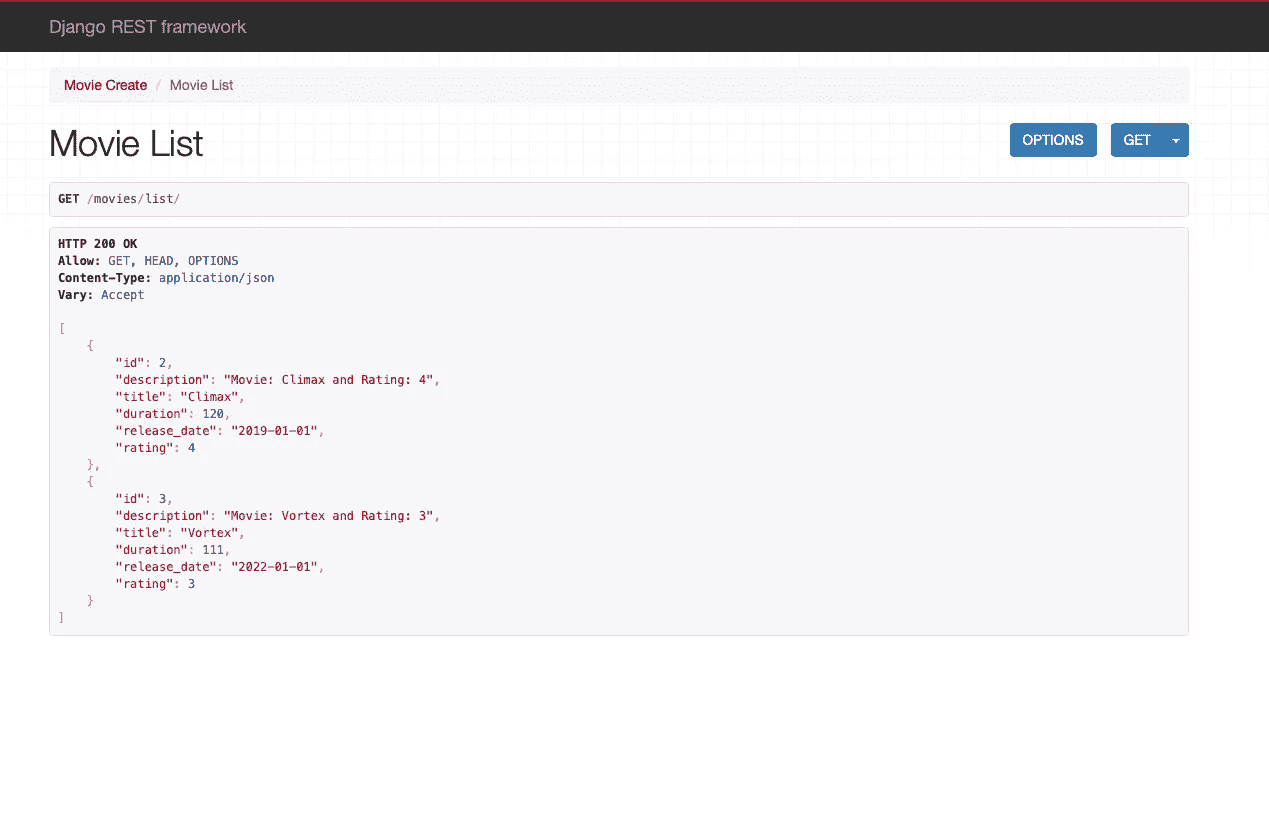 Django REST framework
Movie Create / Movie List
Movie List
OPTIONS
GET
GET /movies/list/
HTTP 200 OK
Allow: GET, HEAD, OPTIONS
Content-Type: application/json
Vary: Accept
[
    {
        "id": 2,
        "description": "Movie: Climax and Rating: 4",
        "title": "Climax",
        "duration": 120,
        "release_date": "2019-01-01",
        "rating": 4
    },
    {
        "id": 3,
        "description": "Movie: Vortex and Rating: 3",
        "title": "Vortex",
        "duration": 111,
        "release_date": "2022-01-01",
        "rating": 3
    }
]